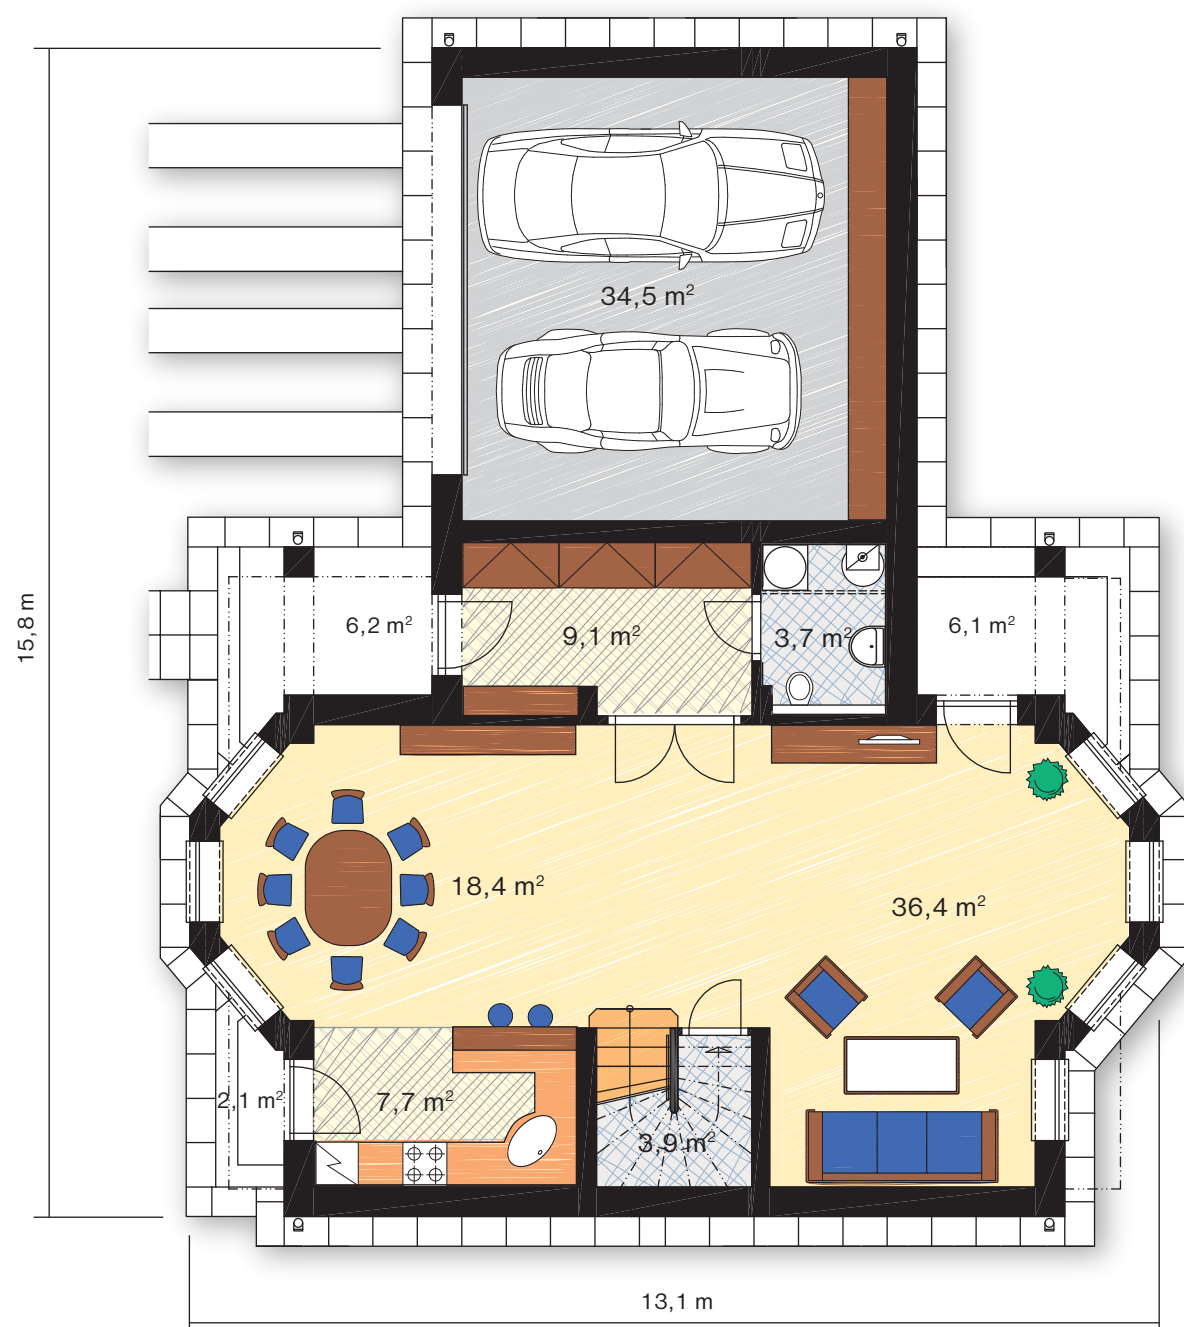 34,5 m²
15,8 m
6,2 m²
9,1 m²
3,7 m²
6,1 m²
18,4 m²
36,4 m²
2,1 m²
7,7 m²
3,9 m²
13,1 m